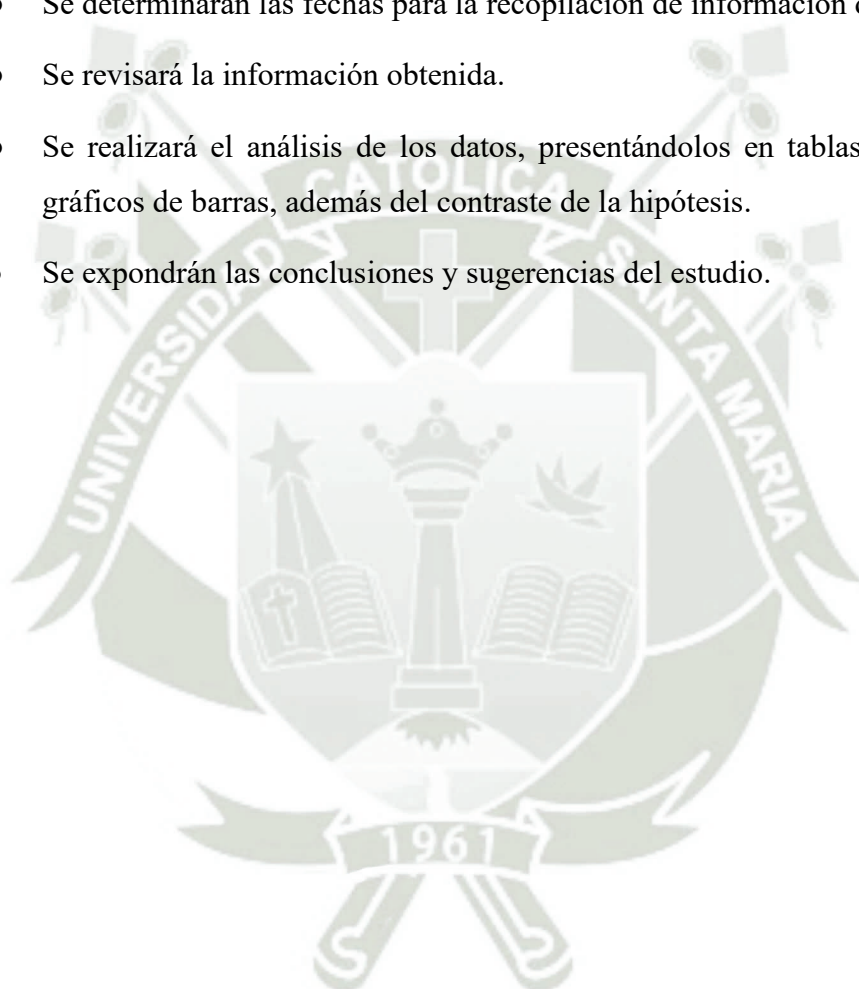 Se determinarán las fechas para la recopilación de información
Se revisará la información obtenida.
Se realizará el análisis de los datos, presentándolos en tablas
gráficos de barras, además del contraste de la hipótesis.
Se expondrán las conclusiones y sugerencias del estudio.
UNIVERSIDAD CATOLICA SANTA MARIA
1961